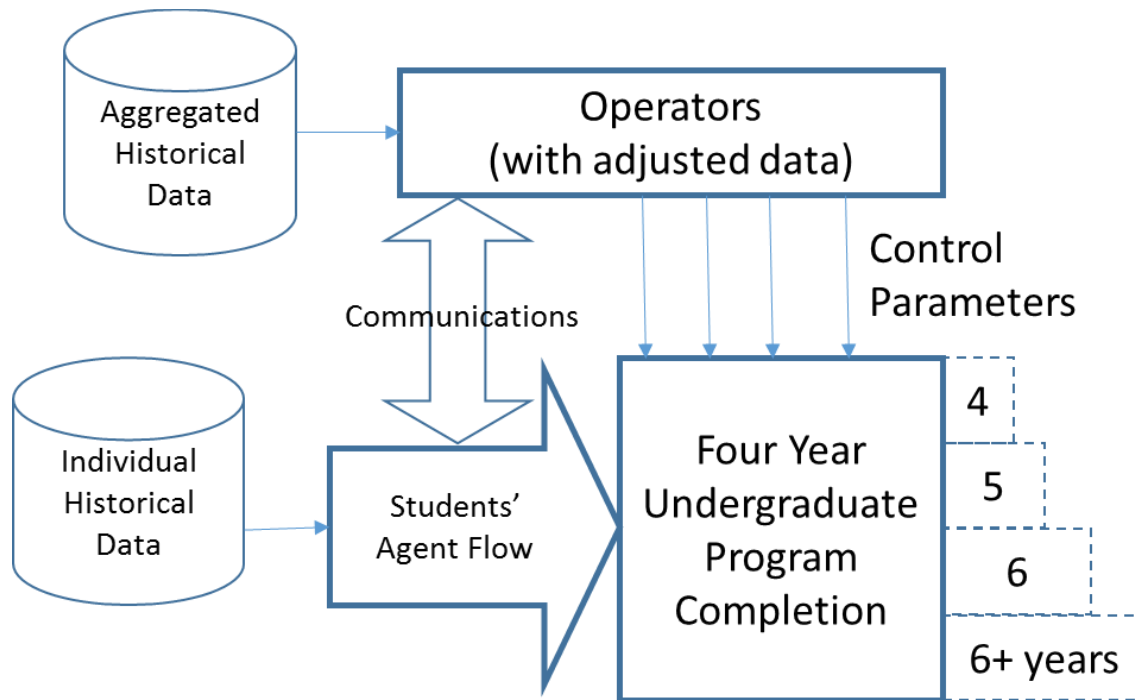 Aggregated
Historical
Data
Operators
(with adjusted data)
Control
Parameters
Communications
Individual
Historical
Data
Students’
Agent Flow
Four Year
Undergraduate
Program
Completion
4
5
6
6+ years